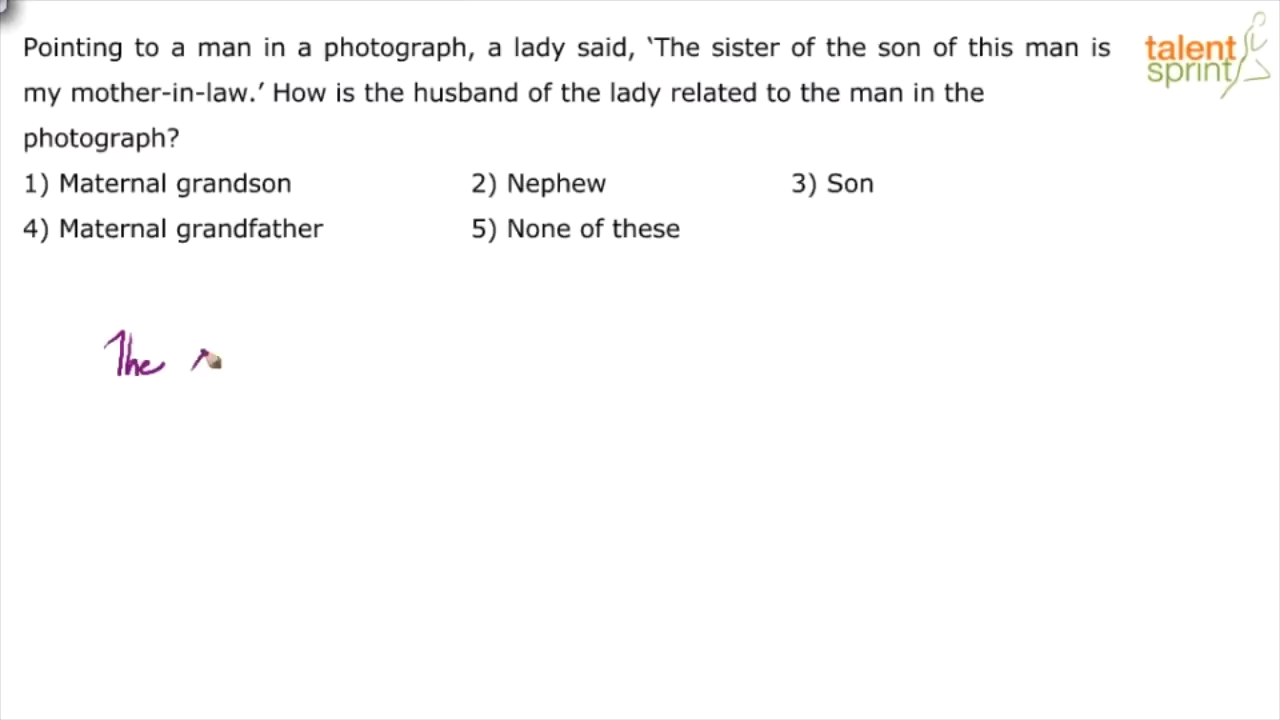 Pointing to a man in a photograph, a lady said, ‘The sister of the son of this man is
my mother-in-law.’ How is the husband of the lady related to the man in the
photograph?
1) Maternal grandson 2) Nephew 3) Son
4) Maternal grandfather 5) None of these
talent
sprint
The